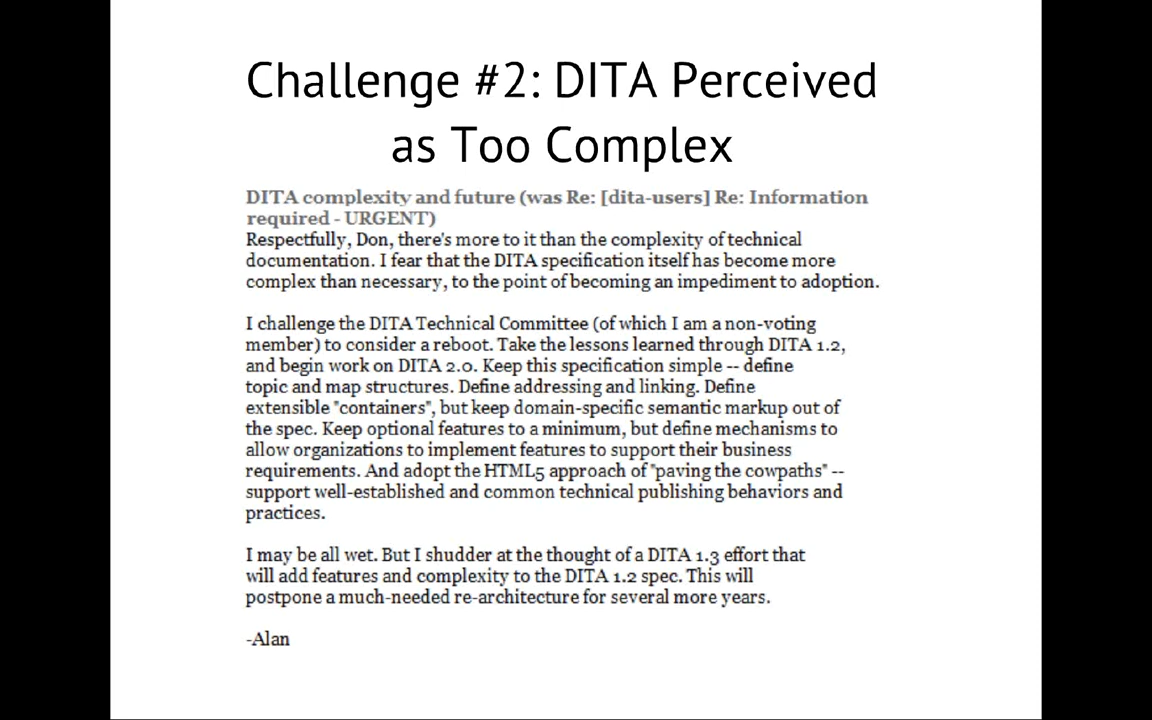 Challenge #2: DITA Perceived
as Too Complex
DITA complexity and future (was Re: [dita-users] Re: Information
required - URGENT)
Respectfully, Don, there's more to it than the complexity of technical
documentation. I fear that the DITA specification itself has become more
complex than necessary, to the point of becoming an impediment to adoption.
I challenge the DITA Technical Committee (of which I am a non-voting
member) to consider a reboot. Take the lessons learned through DITA 1.2,
and begin work on DITA 2.0. Keep this specification simple -- define
topic and map structures. Define addressing and linking. Define
extensible "containers", but keep domain-specific semantic markup out of
the spec. Keep optional features to a minimum, but define mechanisms to
allow organizations to implement features to support their business
requirements. And adopt the HTML5 approach of "paving the cowpaths" --
support well-established and common technical publishing behaviors and
practices.
I may be all wet. But I shudder at the thought of a DITA 1.3 effort that
will add features and complexity to the DITA 1.2 spec. This will
postpone a much-needed re-architecture for several more years.
-Alan